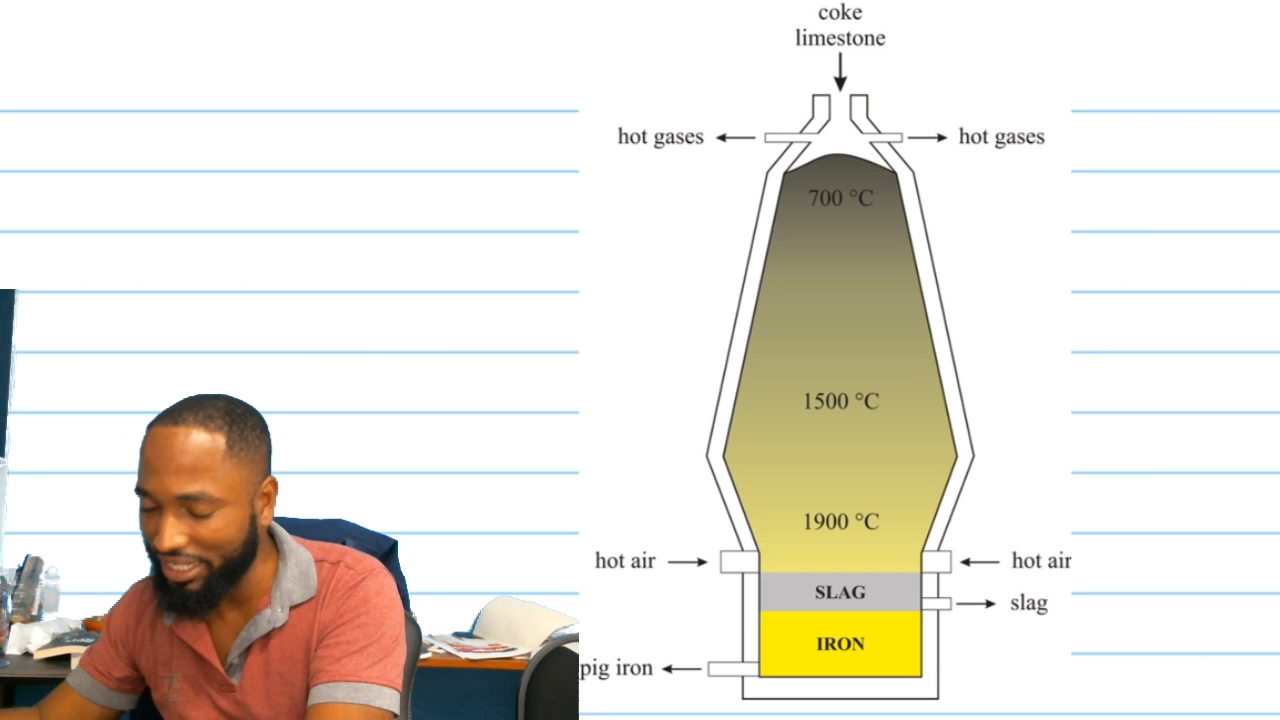 coke
limestone
hot gases
hot gases
700 °C
1500 °C
1900 °C
hot air
hot air
SLAG
slag
IRON
pig iron